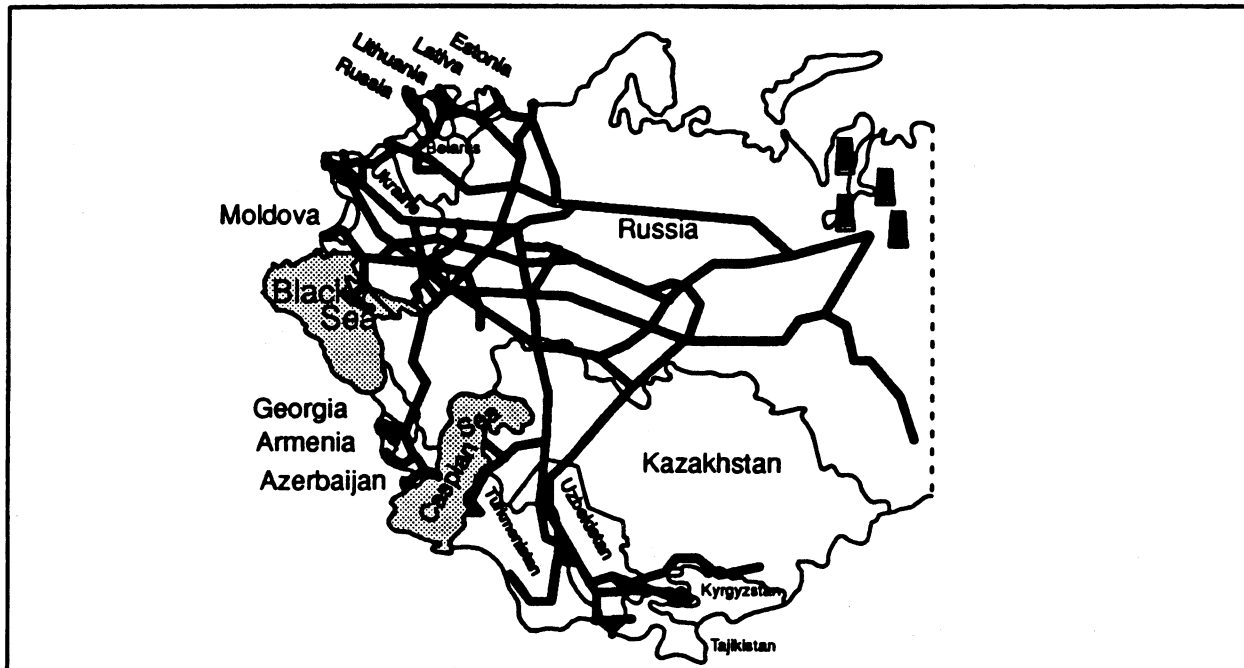 Estonia
Lativa
Lithuania
Russia
Belarus
Ukraine
Moldova
Russia
Black
Sea
Georgia
Armenia
Azerbaijan
Caspian Sea
Kazakhstan
Turkmenistan
Uzbekistan
Kyrgyzstan
Tajikistan